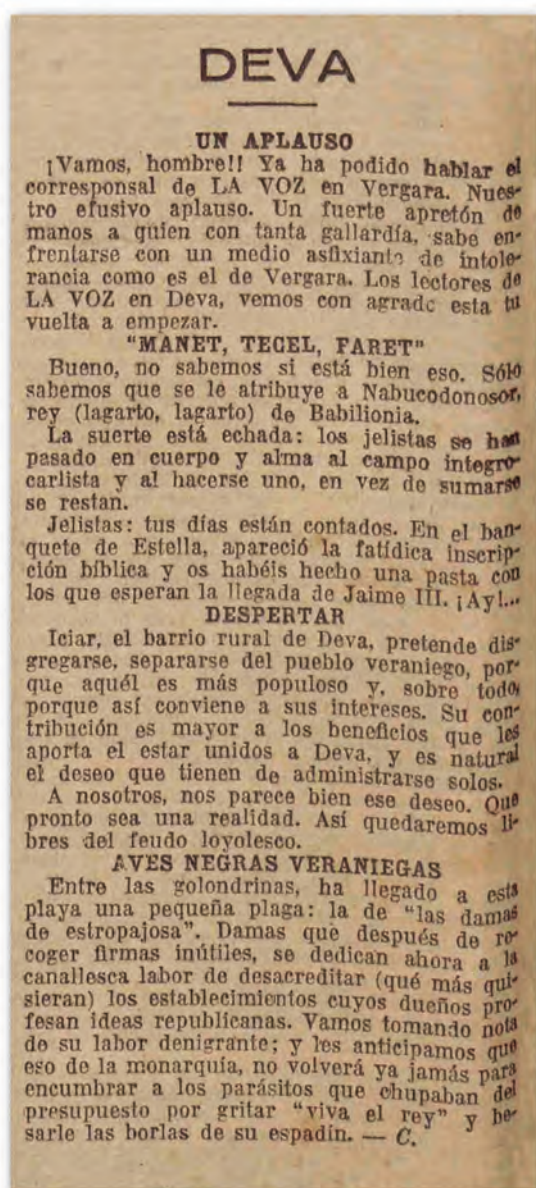 DEVA
UN APLAUSO
¡Vamos, hombre!! Ya ha podido hablar el
corresponsal de LA VOZ en Vergara. Nues-
tro efusivo aplauso. Un fuerte apretón de
manos a quien con tanta gallardía, sabe en-
frentarse con un medio asfixiante de intole-
rancia como es el de Vergara. Los lectores de
LA VOZ en Deva, vemos con agrado esta tu
vuelta a empezar.
"MANET, TECEL, FARET"
Bueno, no sabemos si está bien eso. Sólo
sabemos que se le atribuye a Nabucodonosor,
rey (lagarto, lagarto) de Babilionia.
La suerte está echada: los jelistas se han
pasado en cuerpo y alma al campo integro-
carlista y al hacerse uno, en vez de sumarse
se restan.
Jelistas: tus días están contados. En el ban-
quete de Estella, apareció la fatídica inscrip-
ción bíblica y os habéis hecho una pasta con
los que esperan la llegada de Jaime III. ¡Ay!...
DESPERTAR
Iciar, el barrio rural de Deva, pretende dis-
gregarse, separarse del pueblo veraniego, por-
que aquél es más populoso y, sobre todo,
porque así conviene a sus intereses. Su con-
tribución es mayor a los beneficios que les
aporta el estar unidos a Deva, y es natural
el deseo que tienen de administrarse solos.
A nosotros, nos parece bien ese deseo. Que
pronto sea una realidad. Así quedaremos li-
bres del feudo loyolesco.
AVES NEGRAS VERANIEGAS
Entre las golondrinas, ha llegado a esta
playa una pequeña plaga: la de "las damas
de estropajosa". Damas que después de re-
coger firmas inútiles, se dedican ahora a la
canallesca labor de desacreditar (qué más qui-
sieran) los establecimientos cuyos dueños pro-
fesan ideas republicanas. Vamos tomando nota
de su labor denigrante; y les anticipamos que
eso de la monarquía, no volverá ya jamás para
encumbrar a los parásitos que chupaban del
presupuesto por gritar "viva el rey" y be-
sarle las borlas de su espadín. — C.